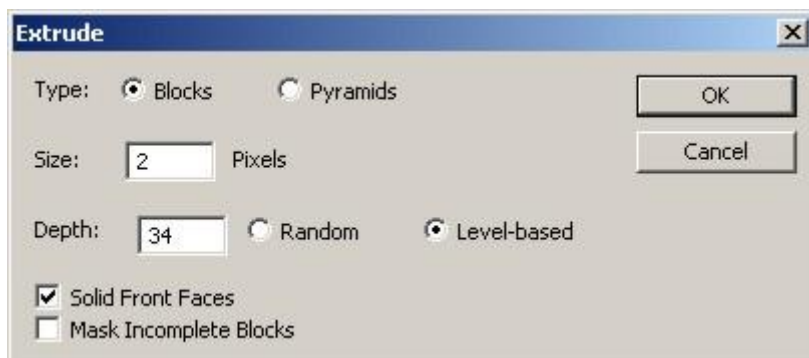 Extrude
Type: Blocks Pyramids OK
Size: 2 Pixels Cancel
Depth: 34 Random Level-based
Solid Front Faces
Mask Incomplete Blocks